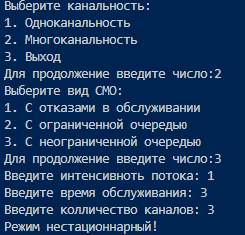 Выберите канальность:
1. Одноканальность
2. Многоканальность
3. Выход
Для продолжение введите число:2
Выберите вид СМО:
1. С отказами в обслуживании
2. С ограниченной очередью
3. С неограниченной очередью
Для продолжение введите число:3
Введите интенсивнотсь потока: 1
Введите время обслуживания: 3
Введите колличество каналов: 3
Режим нестационарный!